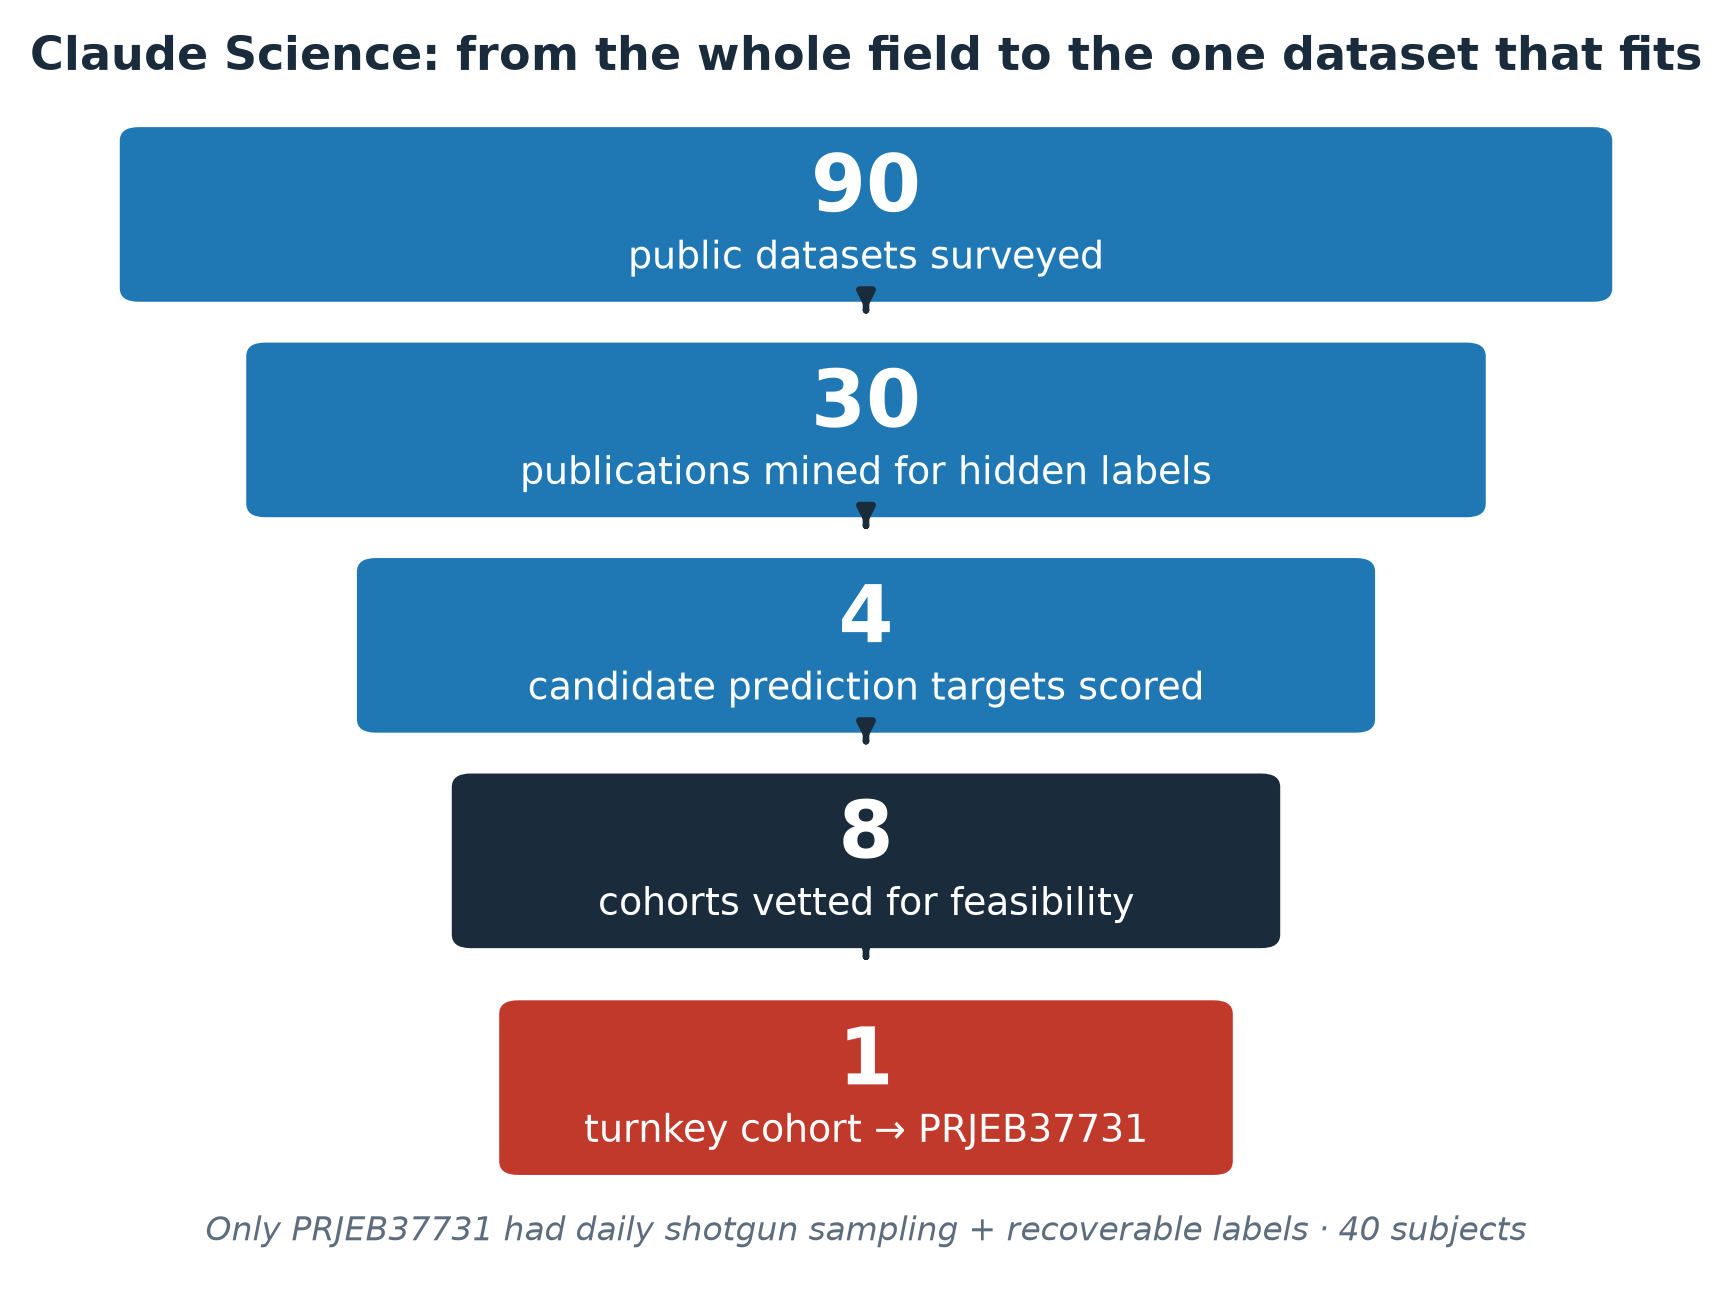 Claude Science: from the whole field to the one dataset that fits
90
public datasets surveyed
30
publications mined for hidden labels
4
candidate prediction targets scored
8
cohorts vetted for feasibility
1
turnkey cohort → PRJEB37731
Only PRJEB37731 had daily shotgun sampling + recoverable labels · 40 subjects